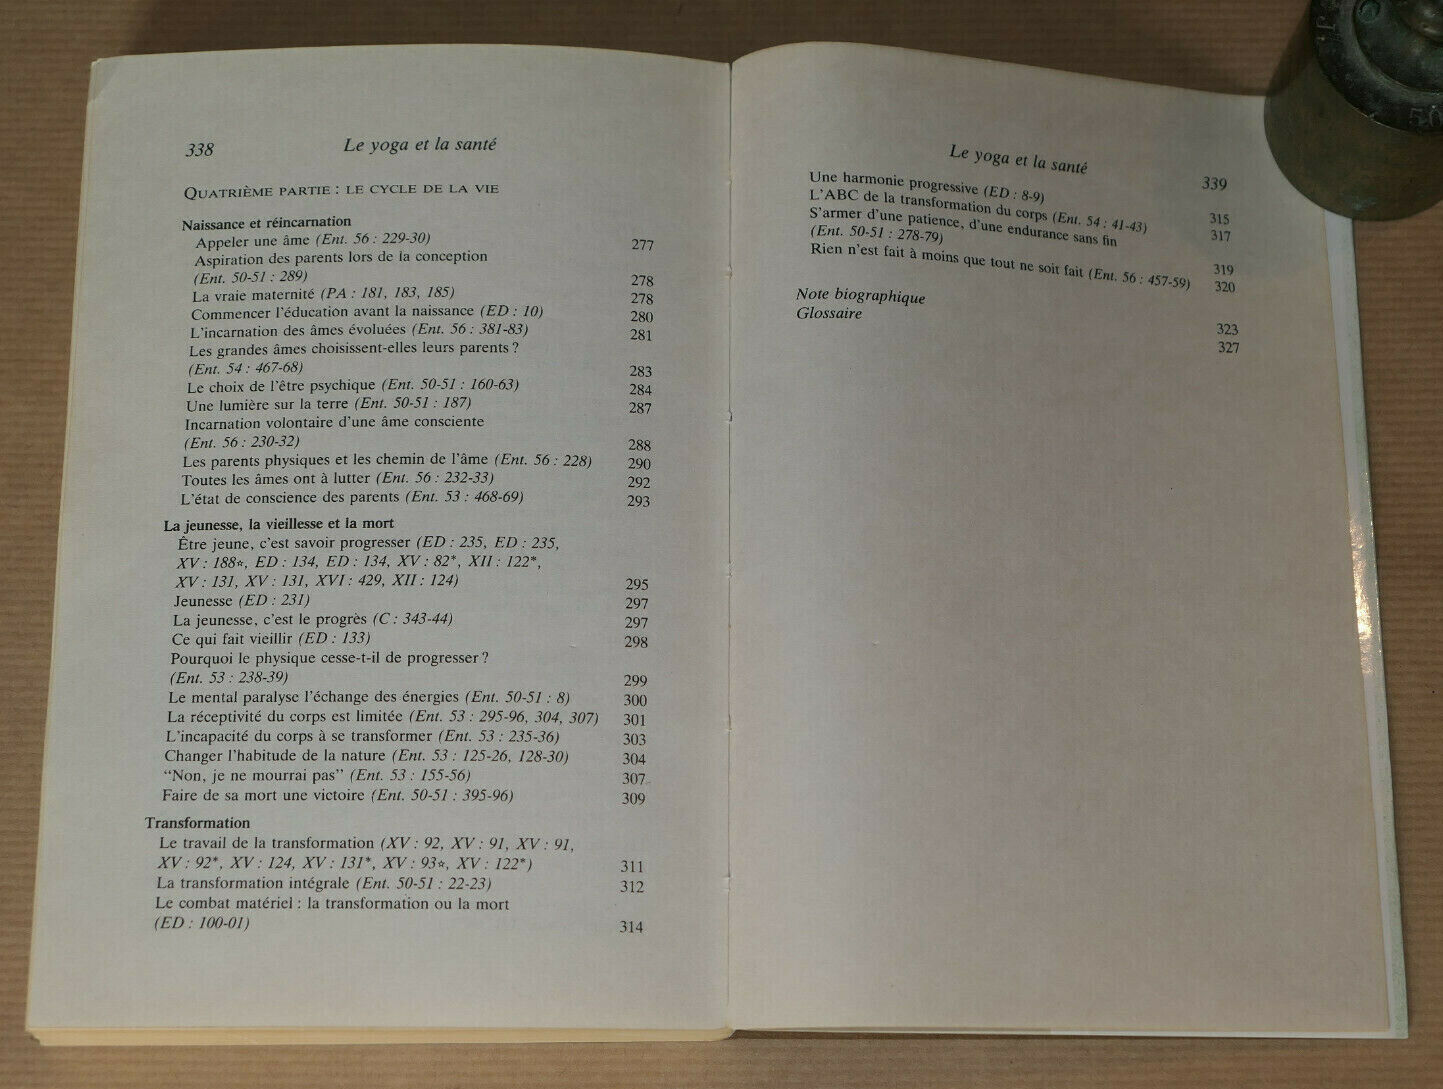 338 Le yoga et la santé
QUATRIÈME PARTIE : LE CYCLE DE LA VIE
Naissance et réincarnation
Appeler une âme (Ent. 56 : 229-30) 277
Aspiration des parents lors de la conception
(Ent. 50-51 : 289) 278
La vraie maternité (PA : 181, 183, 185) 278
Commencer l'éducation avant la naissance (ED : 10) 280
L'incarnation des âmes évoluées (Ent. 56 : 381-83) 281
Les grandes âmes choisissent-elles leurs parents ?
(Ent. 54 : 467-68) 283
Le choix de l'être psychique (Ent. 50-51 : 160-63) 284
Une lumière sur la terre (Ent. 50-51 : 187) 287
Incarnation volontaire d'une âme consciente
(Ent. 56 : 230-32) 288
Les parents physiques et les chemin de l'âme (Ent. 56 : 228) 290
Toutes les âmes ont à lutter (Ent. 56 : 232-33) 292
L'état de conscience des parents (Ent. 53 : 468-69) 293
La jeunesse, la vieillesse et la mort
Être jeune, c'est savoir progresser (ED : 235, ED : 235,
XV : 188*, ED : 134, ED : 134, XV : 82*, XII : 122*,
XV : 131, XV : 131, XVI : 429, XII : 124) 295
Jeunesse (ED : 231) 297
La jeunesse, c'est le progrès (C : 343-44) 297
Ce qui fait vieillir (ED : 133) 298
Pourquoi le physique cesse-t-il de progresser ?
(Ent. 53 : 238-39) 299
Le mental paralyse l'échange des énergies (Ent. 50-51 : 8) 300
La réceptivité du corps est limitée (Ent. 53 : 295-96, 304, 307) 301
L'incapacité du corps à se transformer (Ent. 53 : 235-36) 303
Changer l'habitude de la nature (Ent. 53 : 125-26, 128-30) 304
“Non, je ne mourrai pas” (Ent. 53 : 155-56) 307
Faire de sa mort une victoire (Ent. 50-51 : 395-96) 309
Transformation
Le travail de la transformation (XV : 92, XV : 91, XV : 91,
XV : 92*, XV : 124, XV : 131*, XV : 93*, XV : 122*) 311
La transformation intégrale (Ent. 50-51 : 22-23) 312
Le combat matériel : la transformation ou la mort
(ED : 100-01) 314
Le yoga et la santé 339
Une harmonie progressive (ED : 8-9) 315
L'ABC de la transformation du corps (Ent. 54 : 41-43) 317
S'armer d'une patience, d'une endurance sans fin
(Ent. 50-51 : 278-79) 319
Rien n'est fait à moins que tout ne soit fait (Ent. 56 : 457-59) 320
Note biographique 323
Glossaire 327
50